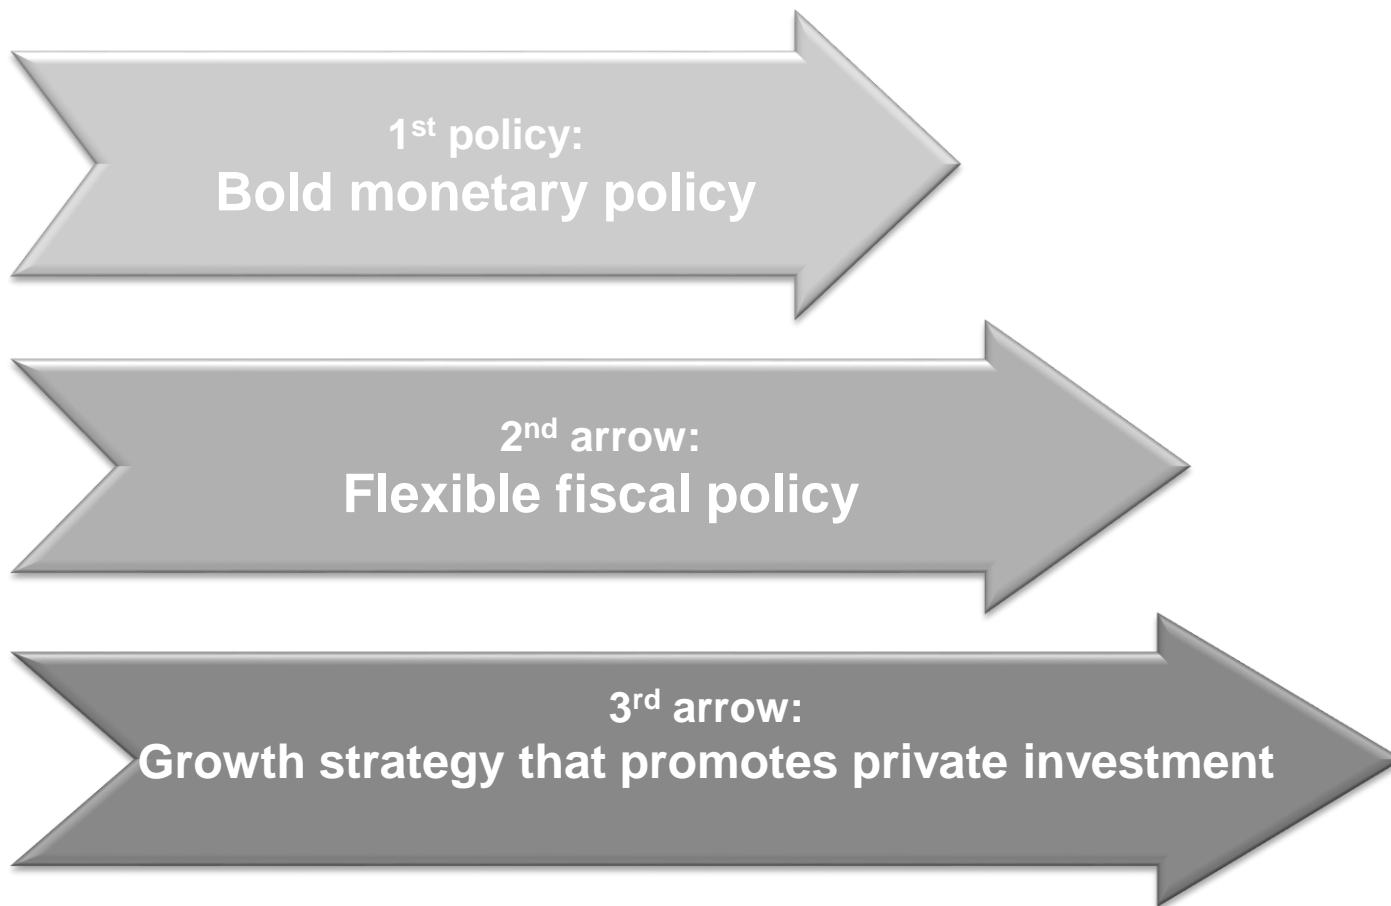 1st policy:
Bold monetary policy
2nd arrow:
Flexible fiscal policy
3rd arrow:
Growth strategy that promotes private investment